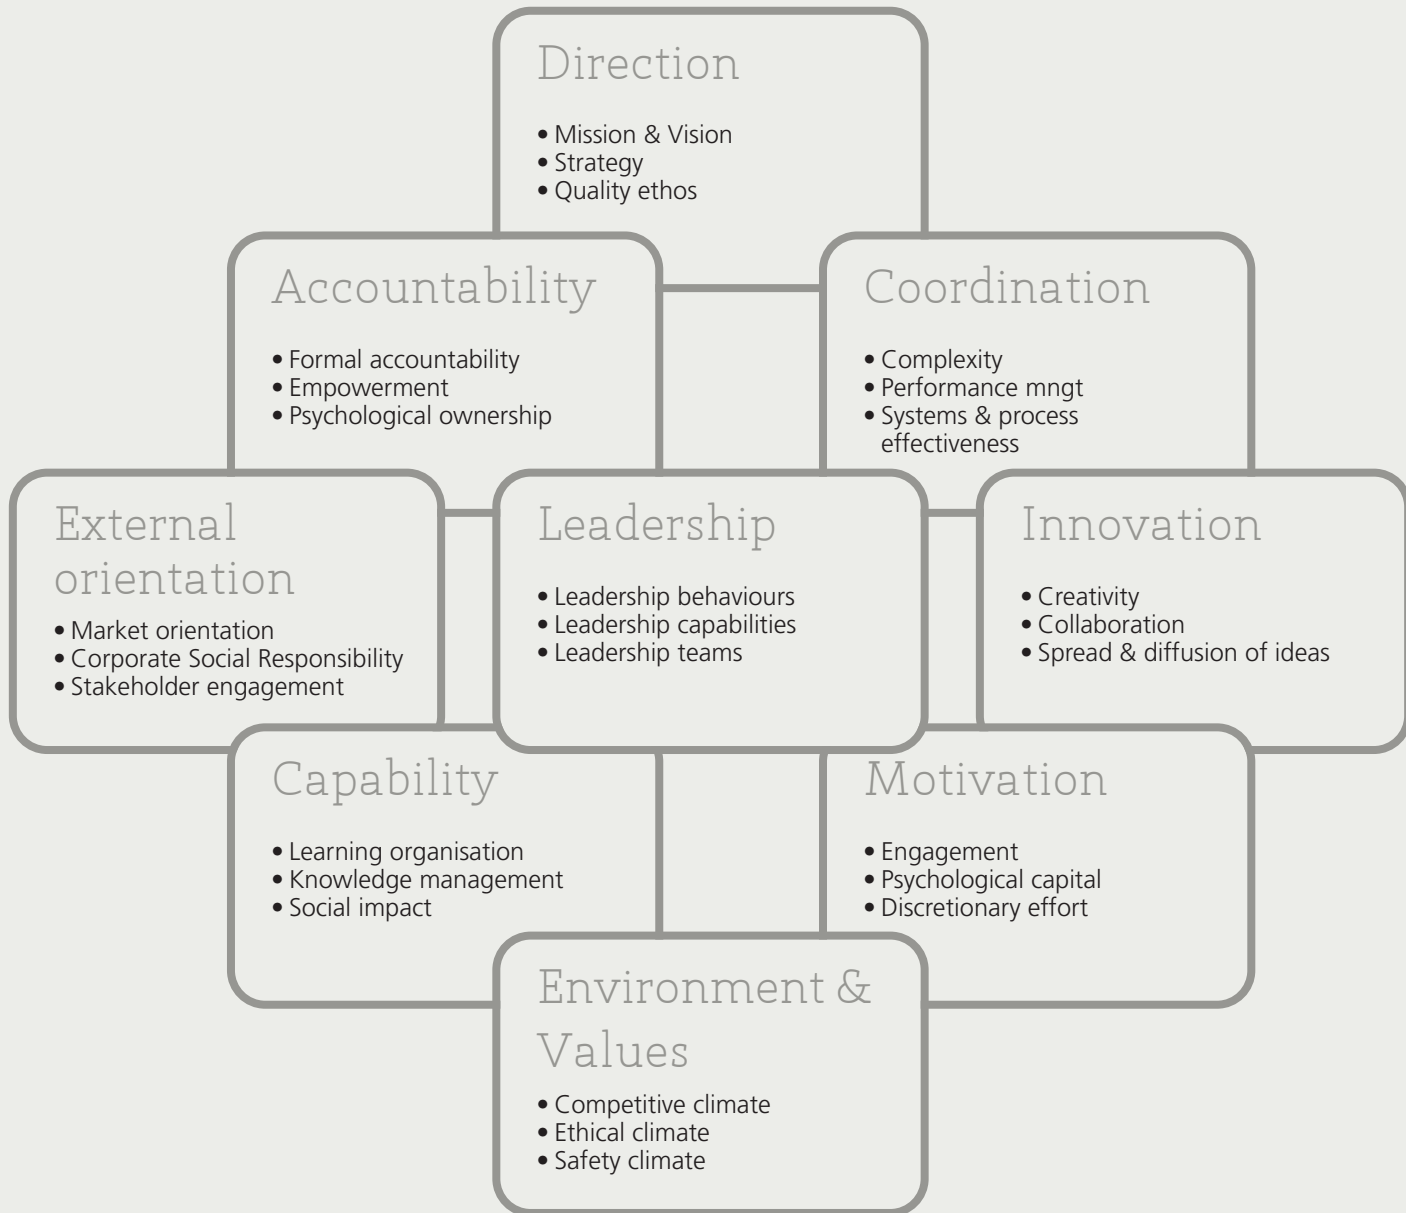 Direction
• Mission & Vision
• Strategy
• Quality ethos
Accountability
• Formal accountability
• Empowerment
• Psychological ownership
Coordination
• Complexity
• Performance mngt
• Systems & process
effectiveness
External
orientation
• Market orientation
• Corporate Social Responsibility
• Stakeholder engagement
Leadership
• Leadership behaviours
• Leadership capabilities
• Leadership teams
Innovation
• Creativity
• Collaboration
• Spread & diffusion of ideas
Capability
• Learning organisation
• Knowledge management
• Social impact
Motivation
• Engagement
• Psychological capital
• Discretionary effort
Environment &
Values
• Competitive climate
• Ethical climate
• Safety climate